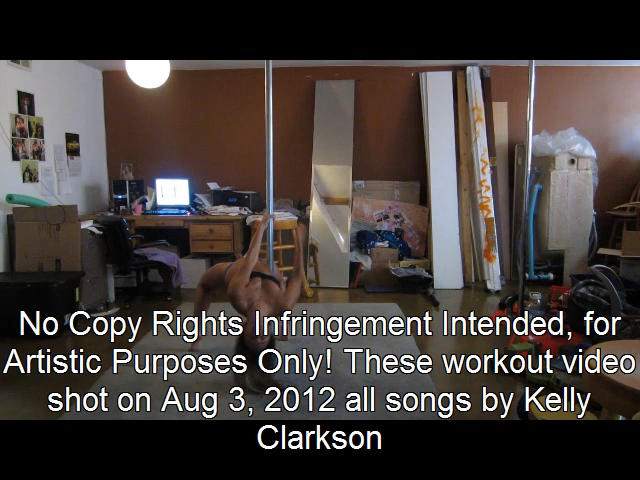 No Copy Rights Infringement Intended, for
Artistic Purposes Only! These workout video
shot on Aug 3, 2012 all songs by Kelly
Clarkson